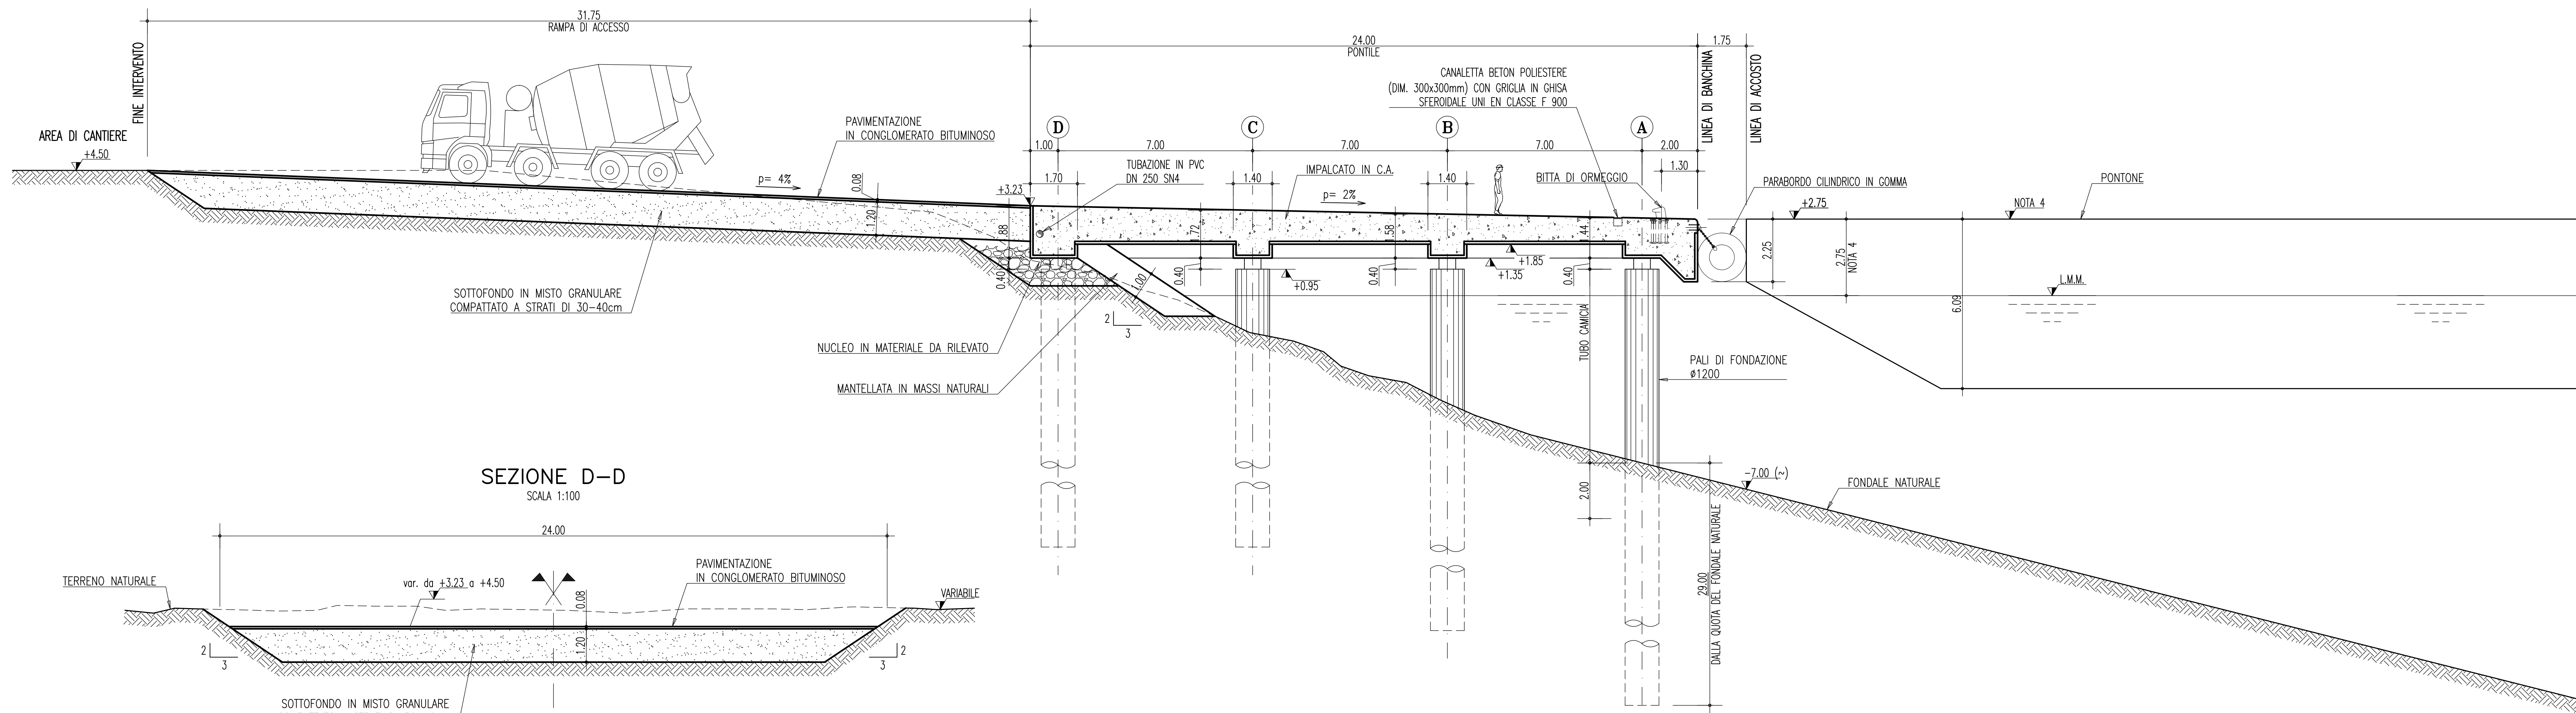 31.75
RAMPA DI ACCESSO
24.00
PONTILE
1.75
FINE INTERVENTO
LINEA DI BANCHINA
LINEA DI ACCOSTO
AREA DI CANTIERE
+4.50
CANALETTA BETON POLIESTERE
(DIM. 300x300mm) CON GRIGLIA IN GHISA
SFEROIDALE UNI EN CLASSE F 900
PAVIMENTAZIONE
IN CONGLOMERATO BITUMINOSO
D
C
B
A
1.00
7.00
7.00
7.00
2.00
1.30
TUBAZIONE IN PVC
DN 250 SN4
IMPALCATO IN C.A.
BITTA DI ORMEGGIO
PARABORDO CILINDRICO IN GOMMA
PONTONE
p= 4%
0.08
1.20
+3.23
1.70
1.40
1.40
p= 2%
+2.75
NOTA 4
.88
0.40
1.72
0.40
1.58
0.40
1.44
0.40
+1.85
+1.35
+0.95
2.25
2.75
NOTA 4
L.M.M.
6.09
1.00
2
3
SOTTOFONDO IN MISTO GRANULARE
COMPATTATO A STRATI DI 30-40cm
NUCLEO IN MATERIALE DA RILEVATO
MANTELLATA IN MASSI NATURALI
TUBO CAMICIA
PALI DI FONDAZIONE
ø1200
2.00
-7.00 (~)
FONDALE NATURALE
29.00
DALLA QUOTA DEL FONDALE NATURALE
SEZIONE D-D
SCALA 1:100
24.00
TERRENO NATURALE
var. da +3.23 a +4.50
PAVIMENTAZIONE
IN CONGLOMERATO BITUMINOSO
VARIABILE
0.08
1.20
2
3
2
3
SOTTOFONDO IN MISTO GRANULARE